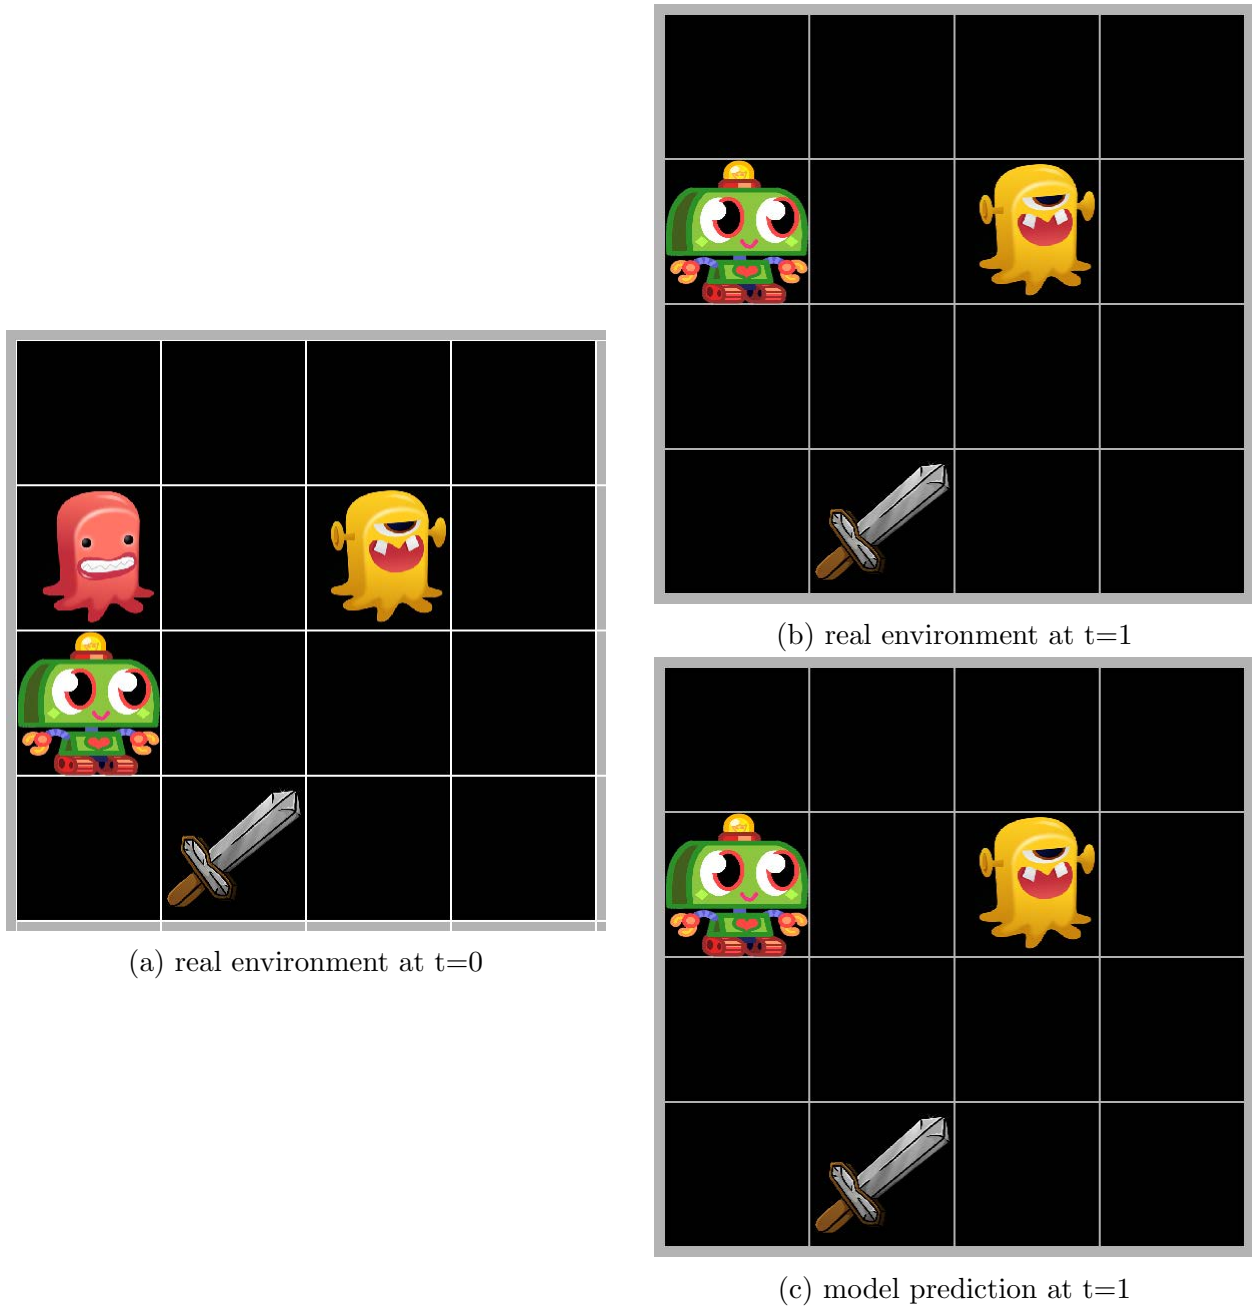 (a) real environment at t=0
(b) real environment at t=1
(c) model prediction at t=1